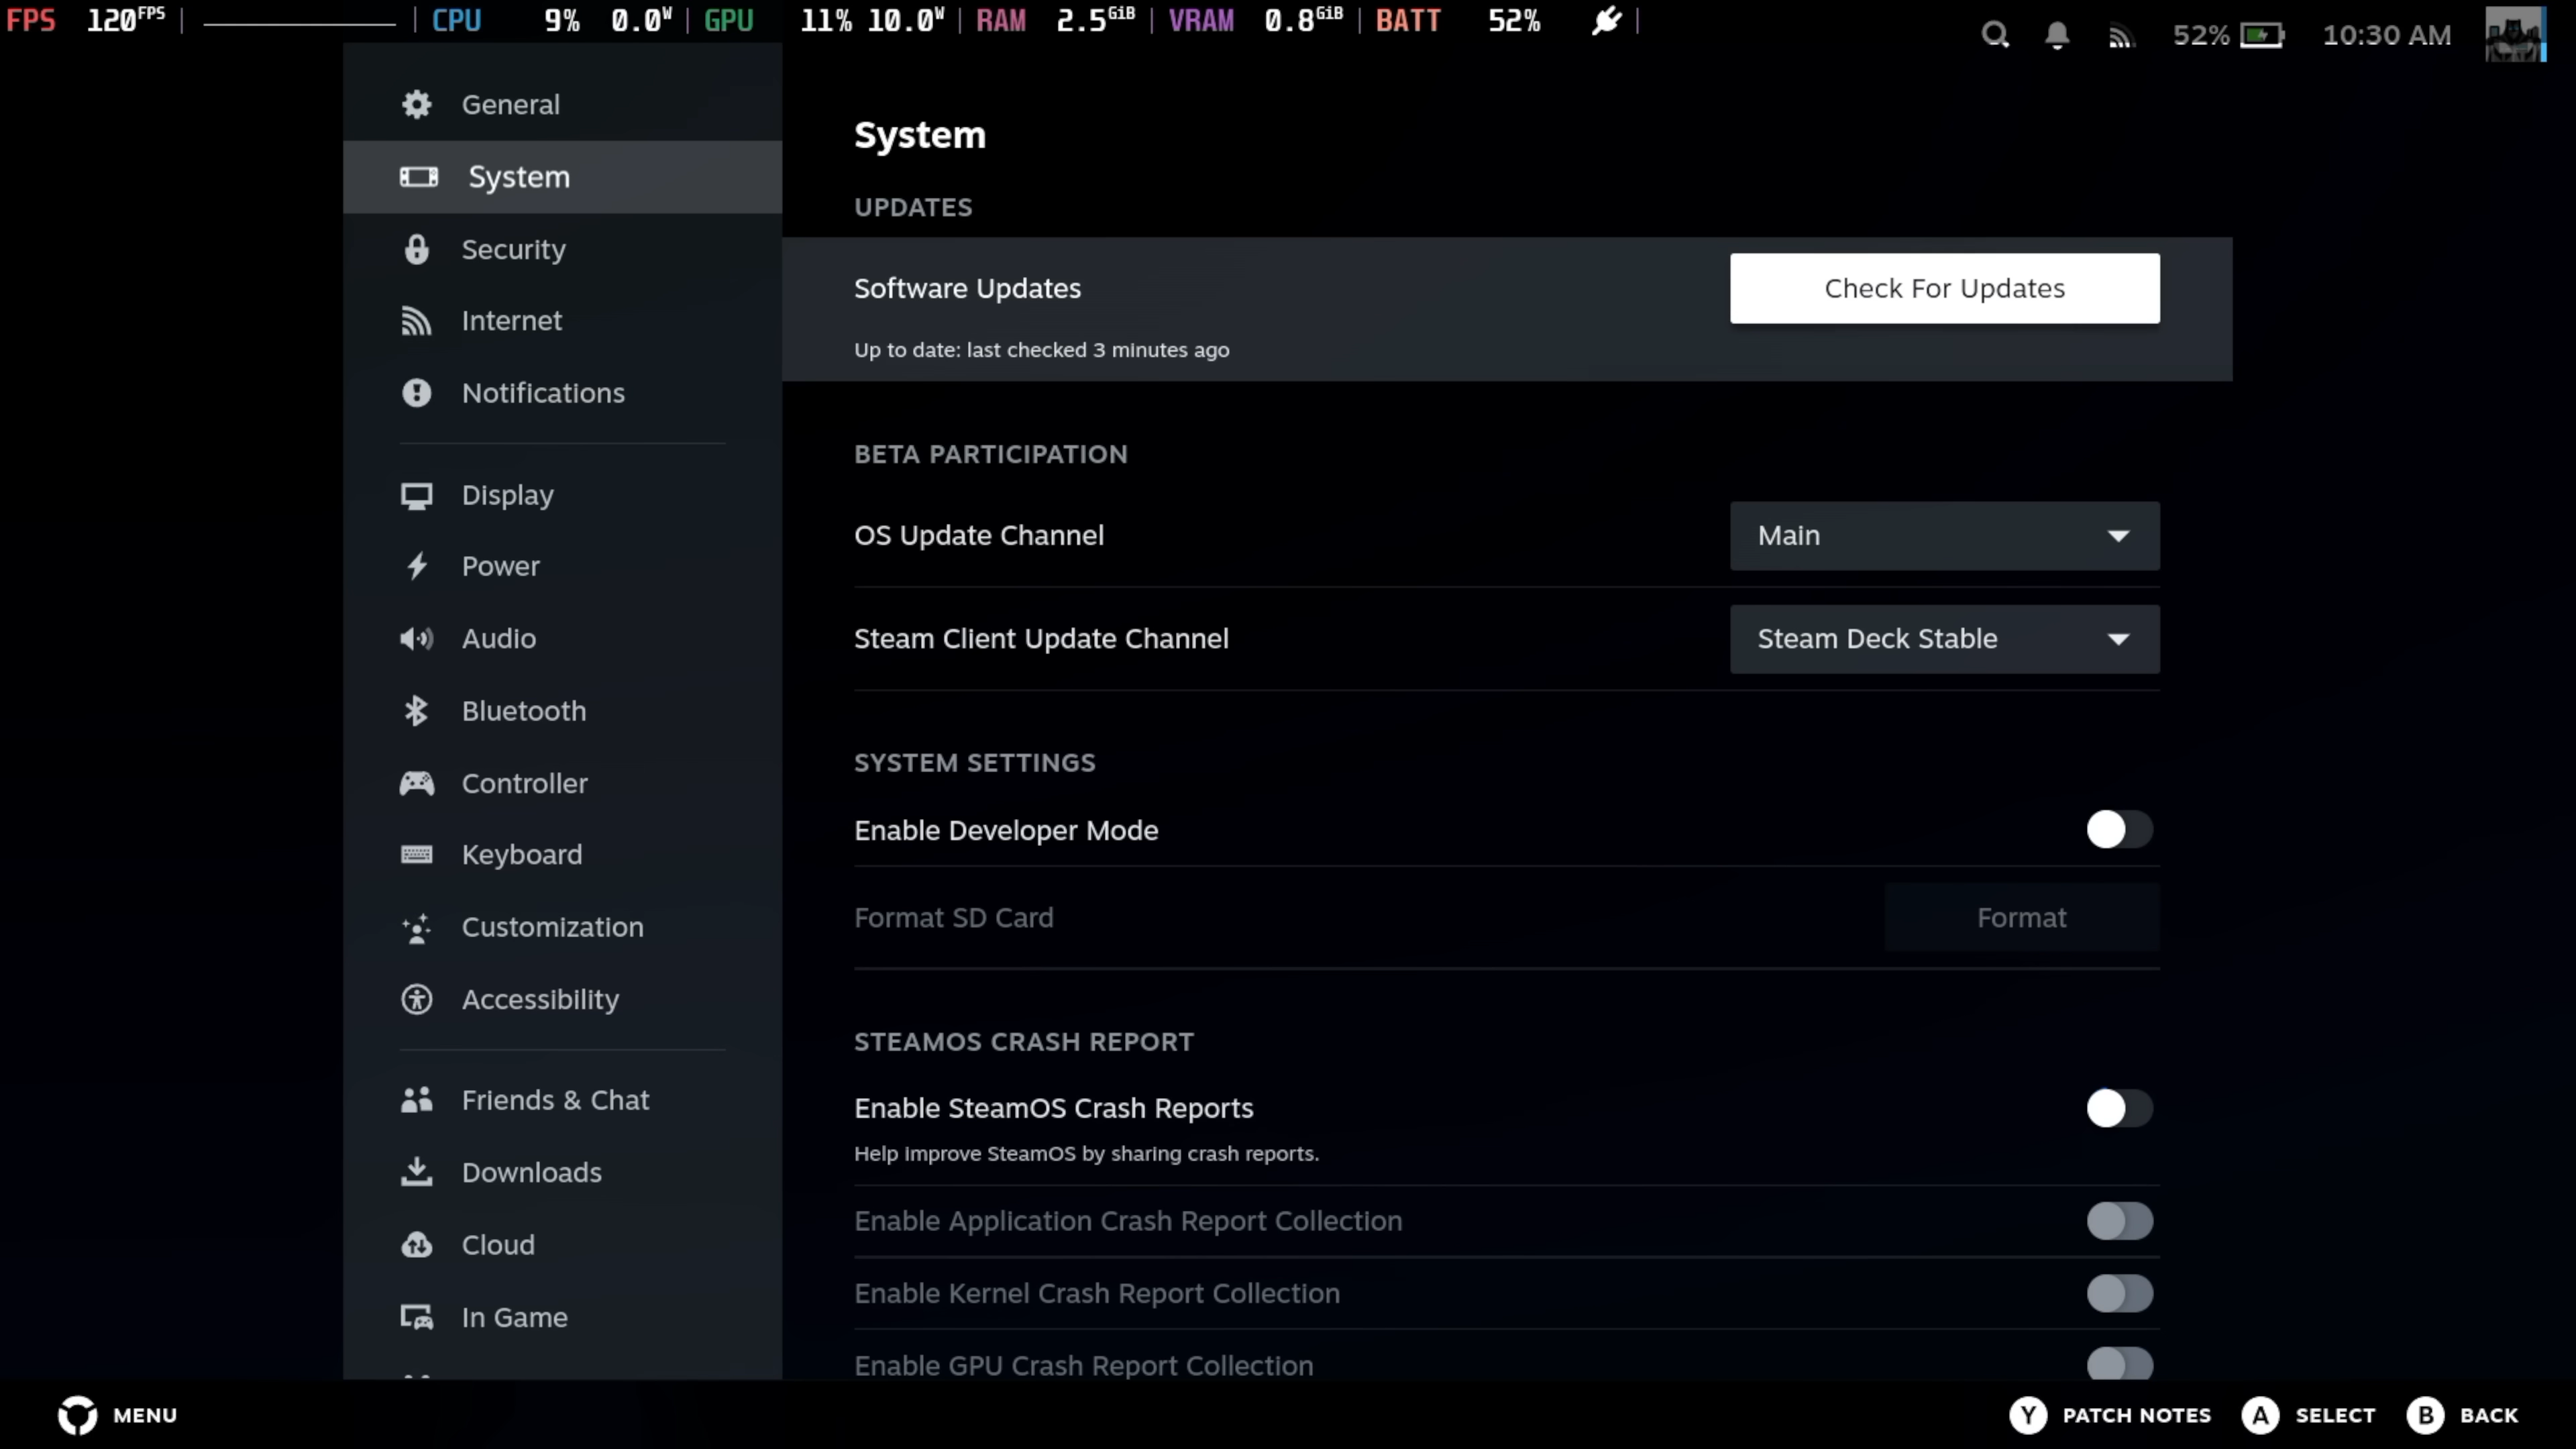 FPS 120FPS | CPU 9% 0.0W | GPU 11% 10.0W | RAM 2.5GiB | VRAM 0.8GiB | BATT 52% |
52% 10:30 AM
General
System
Security
Internet
Notifications
Display
Power
Audio
Bluetooth
Controller
Keyboard
Customization
Accessibility
Friends & Chat
Downloads
Cloud
In Game
System
UPDATES
Software Updates Check For Updates
Up to date: last checked 3 minutes ago
BETA PARTICIPATION
OS Update Channel Main
Steam Client Update Channel Steam Deck Stable
SYSTEM SETTINGS
Enable Developer Mode
Format SD Card Format
STEAMOS CRASH REPORT
Enable SteamOS Crash Reports
Help improve SteamOS by sharing crash reports.
Enable Application Crash Report Collection
Enable Kernel Crash Report Collection
Enable GPU Crash Report Collection
MENU Y PATCH NOTES A SELECT B BACK